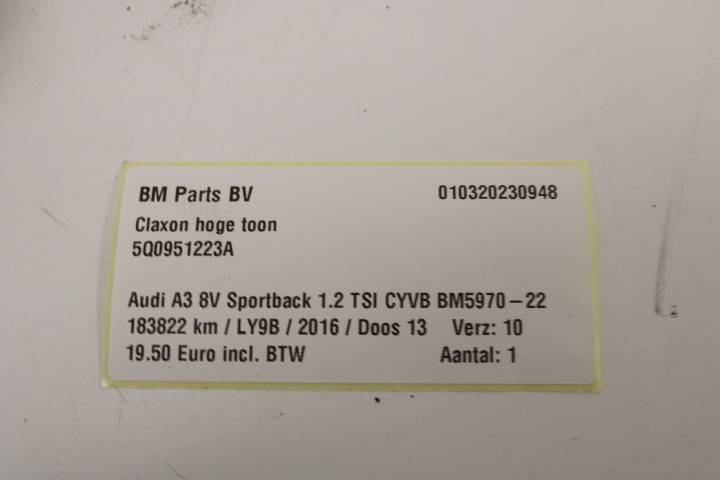 BM Parts BV 010320230948
Claxon hoge toon
5Q0951223A
Audi A3 8V Sportback 1.2 TSI CYVB BM5970-22
183822 km / LY9B / 2016 / Doos 13 Verz: 10
19.50 Euro incl. BTW Aantal: 1